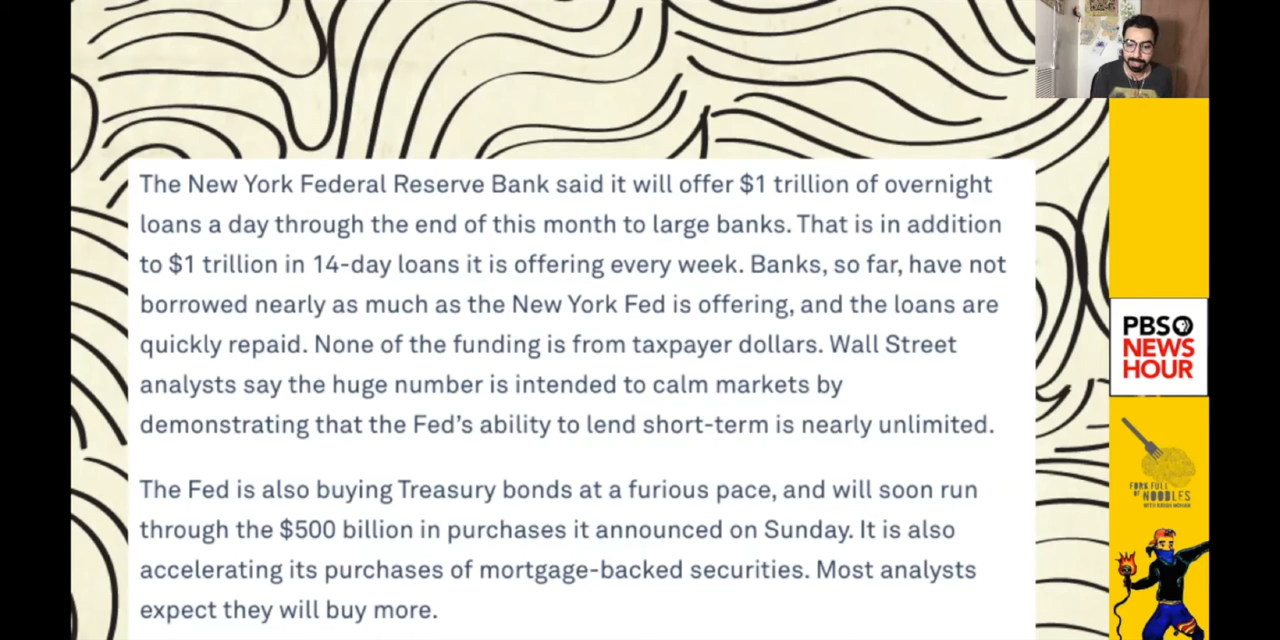 The New York Federal Reserve Bank said it will offer $1 trillion of overnight
loans a day through the end of this month to large banks. That is in addition
to $1 trillion in 14-day loans it is offering every week. Banks, so far, have not
borrowed nearly as much as the New York Fed is offering, and the loans are
quickly repaid. None of the funding is from taxpayer dollars. Wall Street
analysts say the huge number is intended to calm markets by
demonstrating that the Fed's ability to lend short-term is nearly unlimited.
The Fed is also buying Treasury bonds at a furious pace, and will soon run
through the $500 billion in purchases it announced on Sunday. It is also
accelerating its purchases of mortgage-backed securities. Most analysts
expect they will buy more.
PBS
NEWS
HOUR
FORK FULL
OF NOODLES